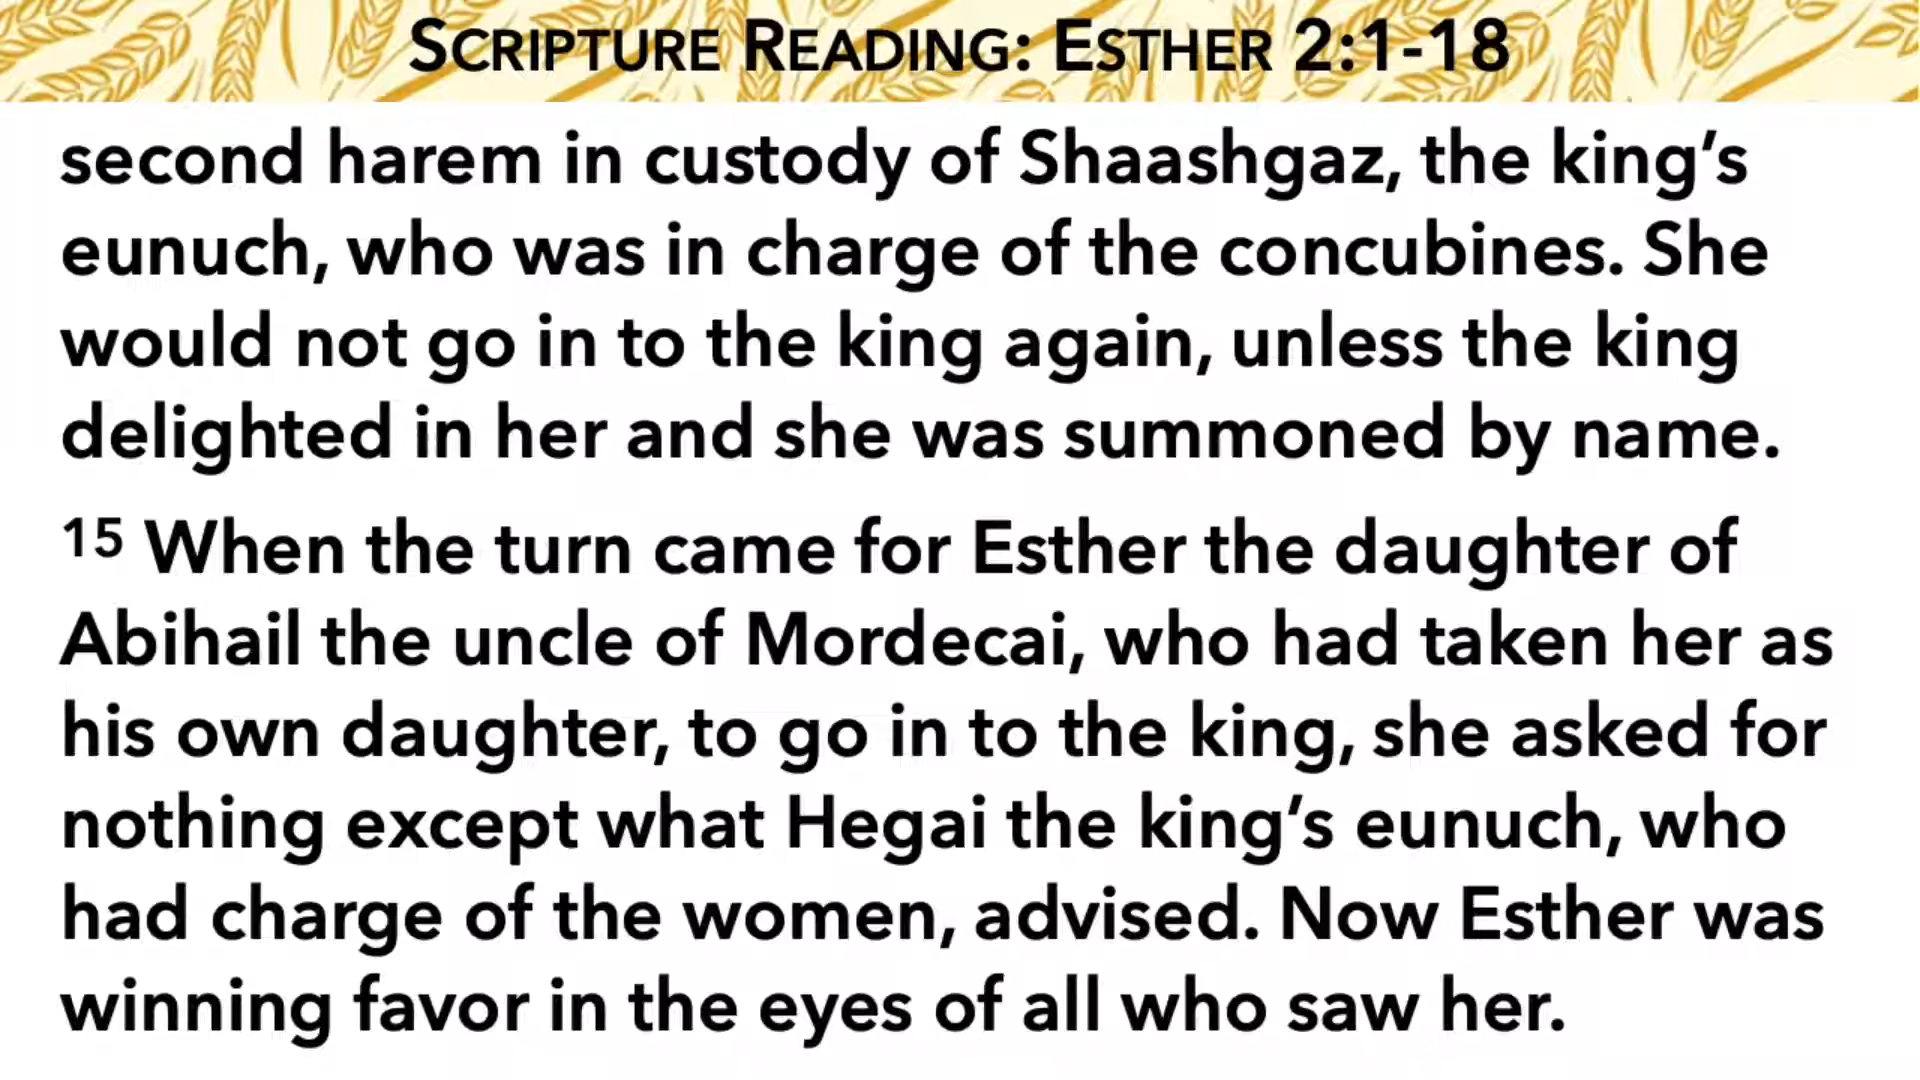 SCRIPTURE READING: ESTHER 2:1-18
second harem in custody of Shaashgaz, the king’s
eunuch, who was in charge of the concubines. She
would not go in to the king again, unless the king
delighted in her and she was summoned by name.
15 When the turn came for Esther the daughter of
Abihail the uncle of Mordecai, who had taken her as
his own daughter, to go in to the king, she asked for
nothing except what Hegai the king’s eunuch, who
had charge of the women, advised. Now Esther was
winning favor in the eyes of all who saw her.